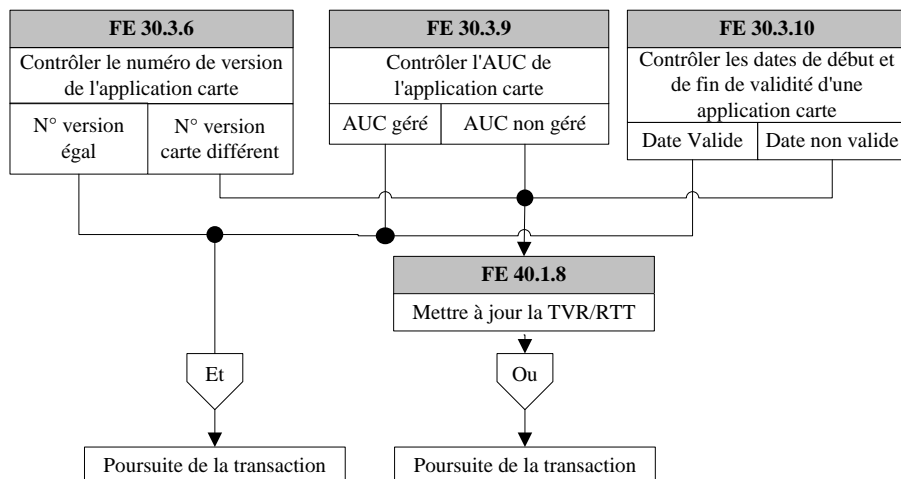 FE 30.3.6
Contrôler le numéro de version
de l'application carte
N° version
égal
N° version
carte différent
FE 30.3.9
Contrôler l'AUC de
l'application carte
AUC géré
AUC non géré
FE 30.3.10
Contrôler les dates de début et
de fin de validité d'une
application carte
Date Valide
Date non valide
FE 40.1.8
Mettre à jour la TVR/RTT
Et
Ou
Poursuite de la transaction
Poursuite de la transaction